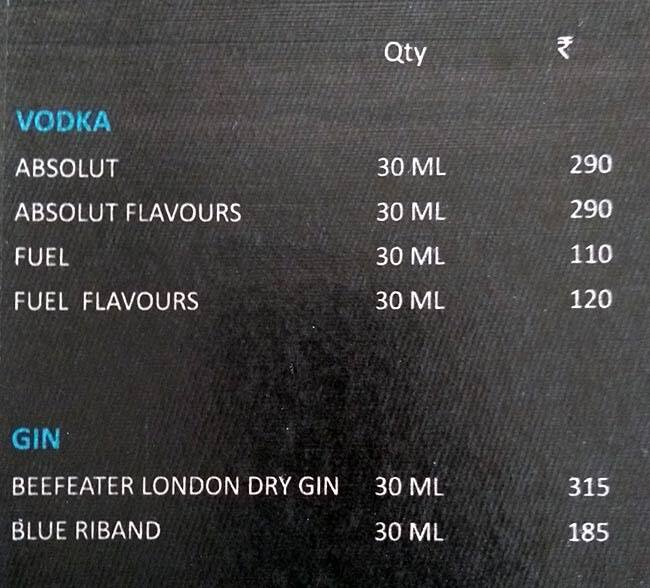 Qty ₹
VODKA
ABSOLUT 30 ML 290
ABSOLUT FLAVOURS 30 ML 290
FUEL 30 ML 110
FUEL FLAVOURS 30 ML 120
GIN
BEEFEATER LONDON DRY GIN 30 ML 315
BLUE RIBAND 30 ML 185